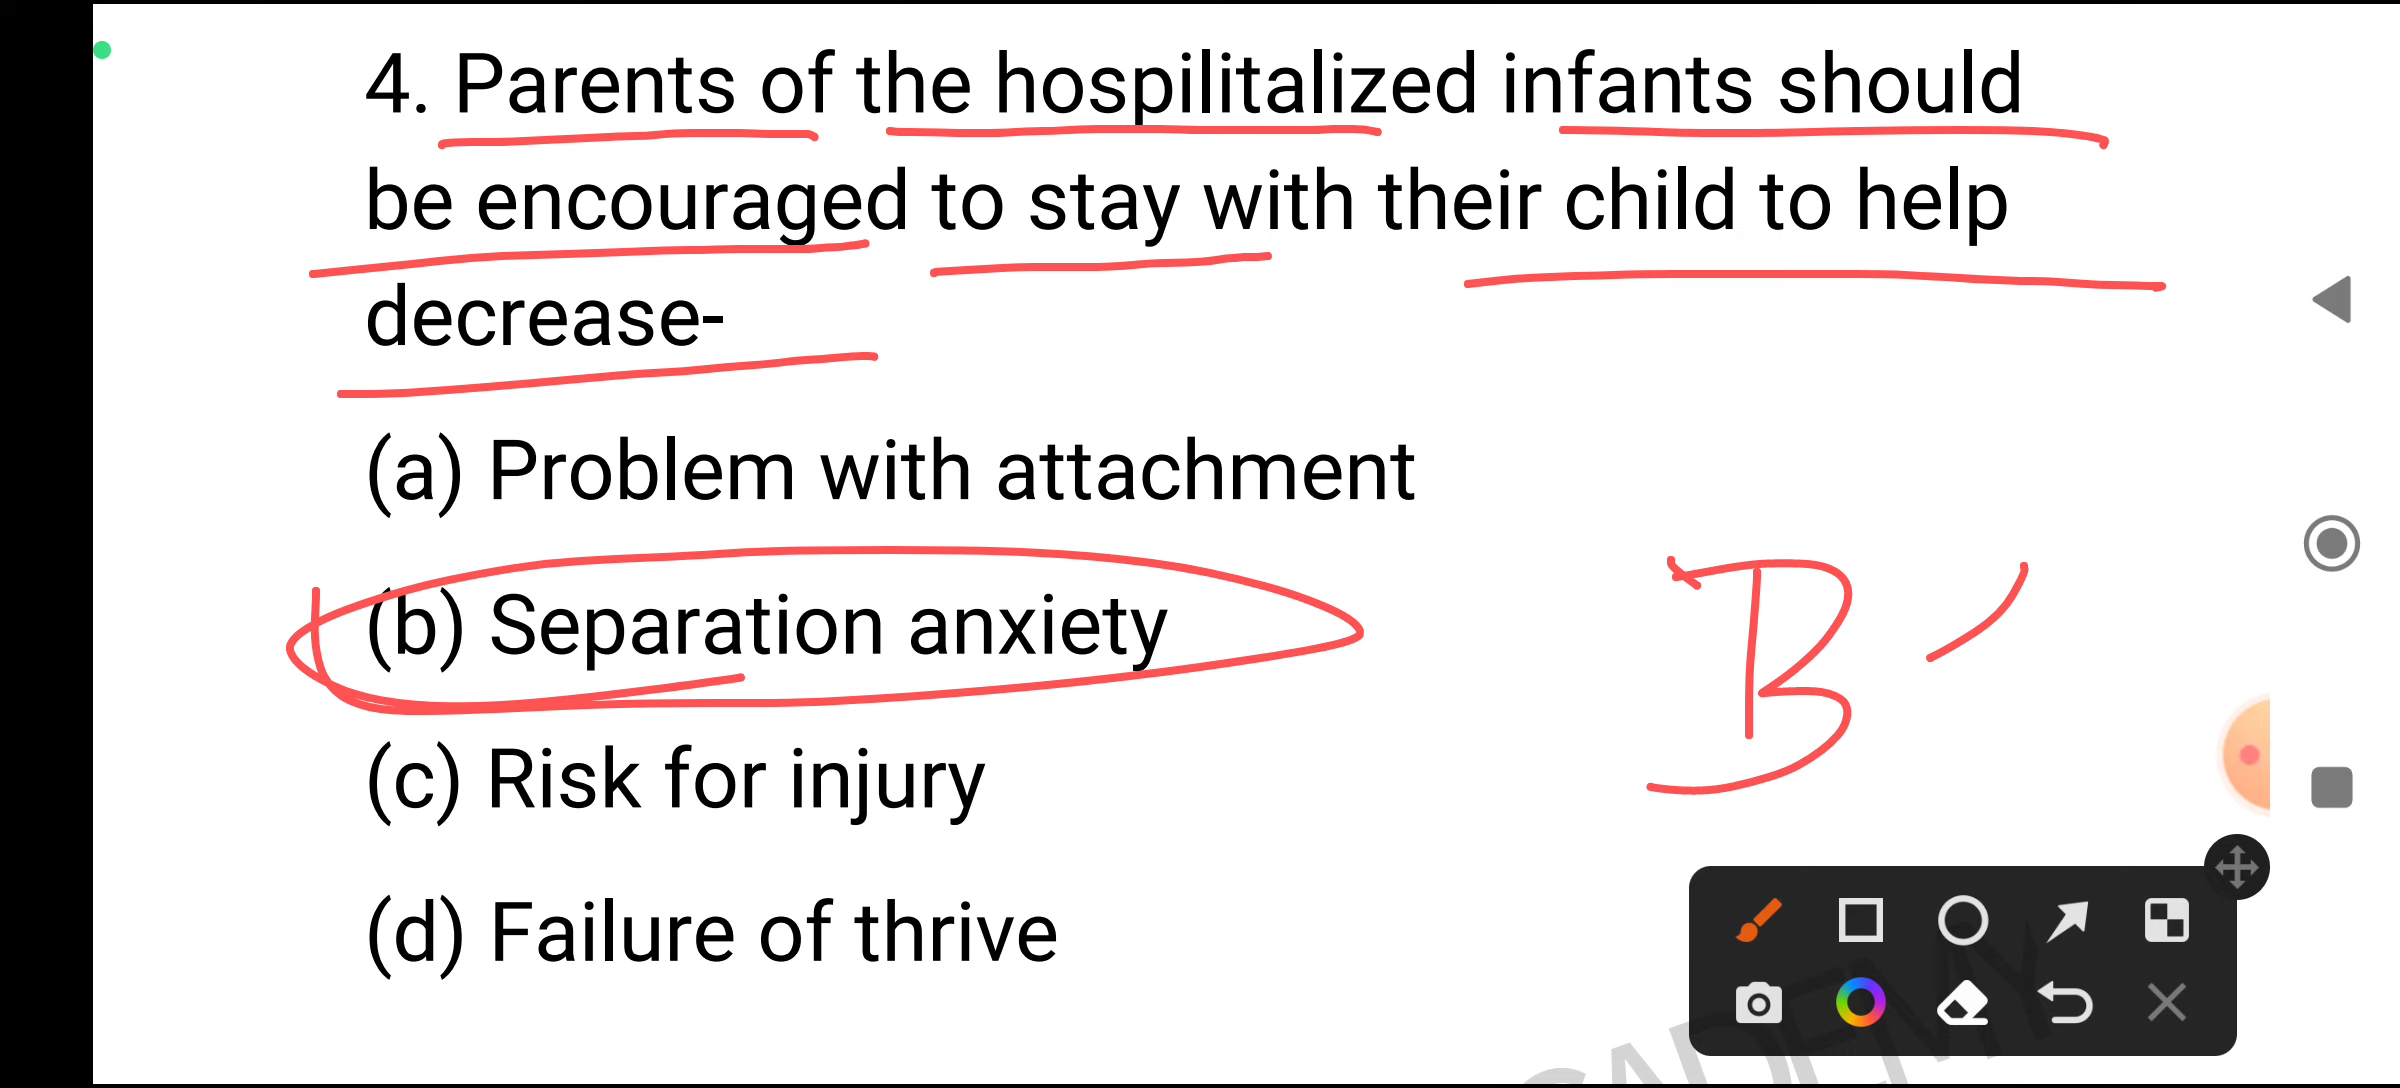 4. Parents of the hospilitalized infants should
be encouraged to stay with their child to help
decrease-
(a) Problem with attachment
(b) Separation anxiety
(c) Risk for injury
(d) Failure of thrive
B